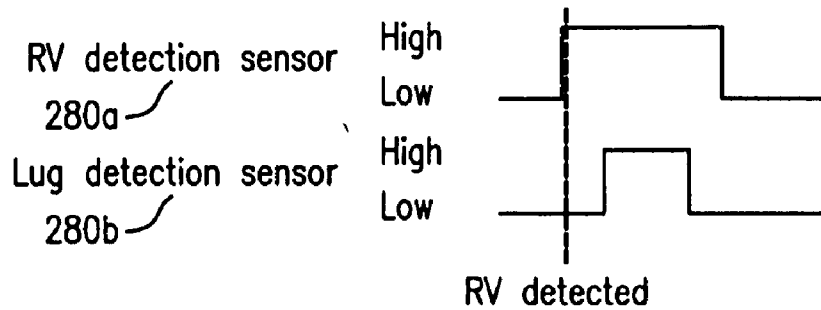 RV detection sensor
280a
High
Low
Lug detection sensor
280b
High
Low
RV detected